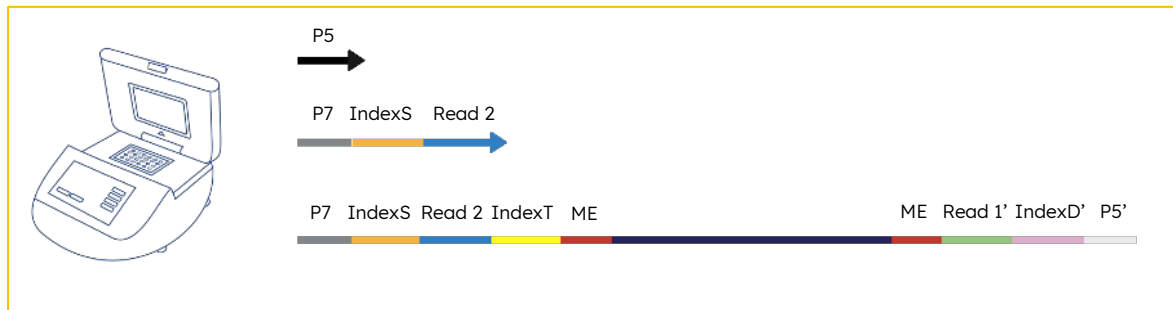 P5
P7 IndexS Read 2
P7 IndexS Read 2 IndexT ME ME Read 1’ IndexD’ P5’